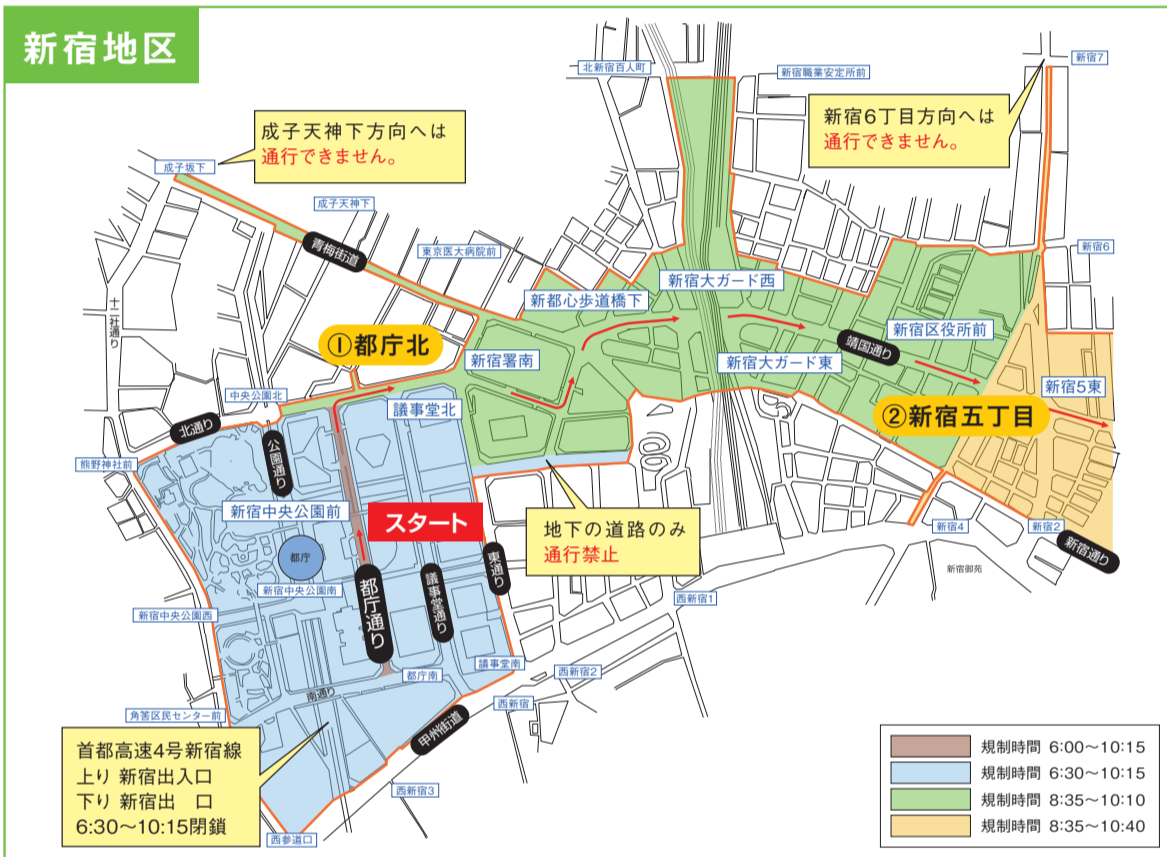 新宿地区
北新宿百人町
新宿職業安定所前
新宿7
成子天神下方向へは
通行できません。
新宿6丁目方向へは
通行できません。
成子坂下
成子天神下
青梅街道
東京医大病院前
新宿6
十二社通り
新都心歩道橋下
新宿大ガード西
①都庁北
新宿署南
新宿大ガード東
靖国通り
新宿区役所前
新宿5東
②新宿五丁目
中央公園北
議事堂北
北通り
公園通り
熊野神社前
新宿中央公園前
スタート
地下の道路のみ
通行禁止
新宿4
新宿2
新宿通り
新宿御苑
都庁
東通り
新宿中央公園南
都庁通り
議事堂通り
西新宿1
新宿中央公園西
議事堂南
都庁南
西新宿2
南通り
西新宿
角筈区民センター前
甲州街道
首都高速4号新宿線
上り 新宿出入口
下り 新宿出　口
6:30〜10:15閉鎖
西新宿3
西参道口
規制時間 6:00〜10:15
規制時間 6:30〜10:15
規制時間 8:35〜10:10
規制時間 8:35〜10:40